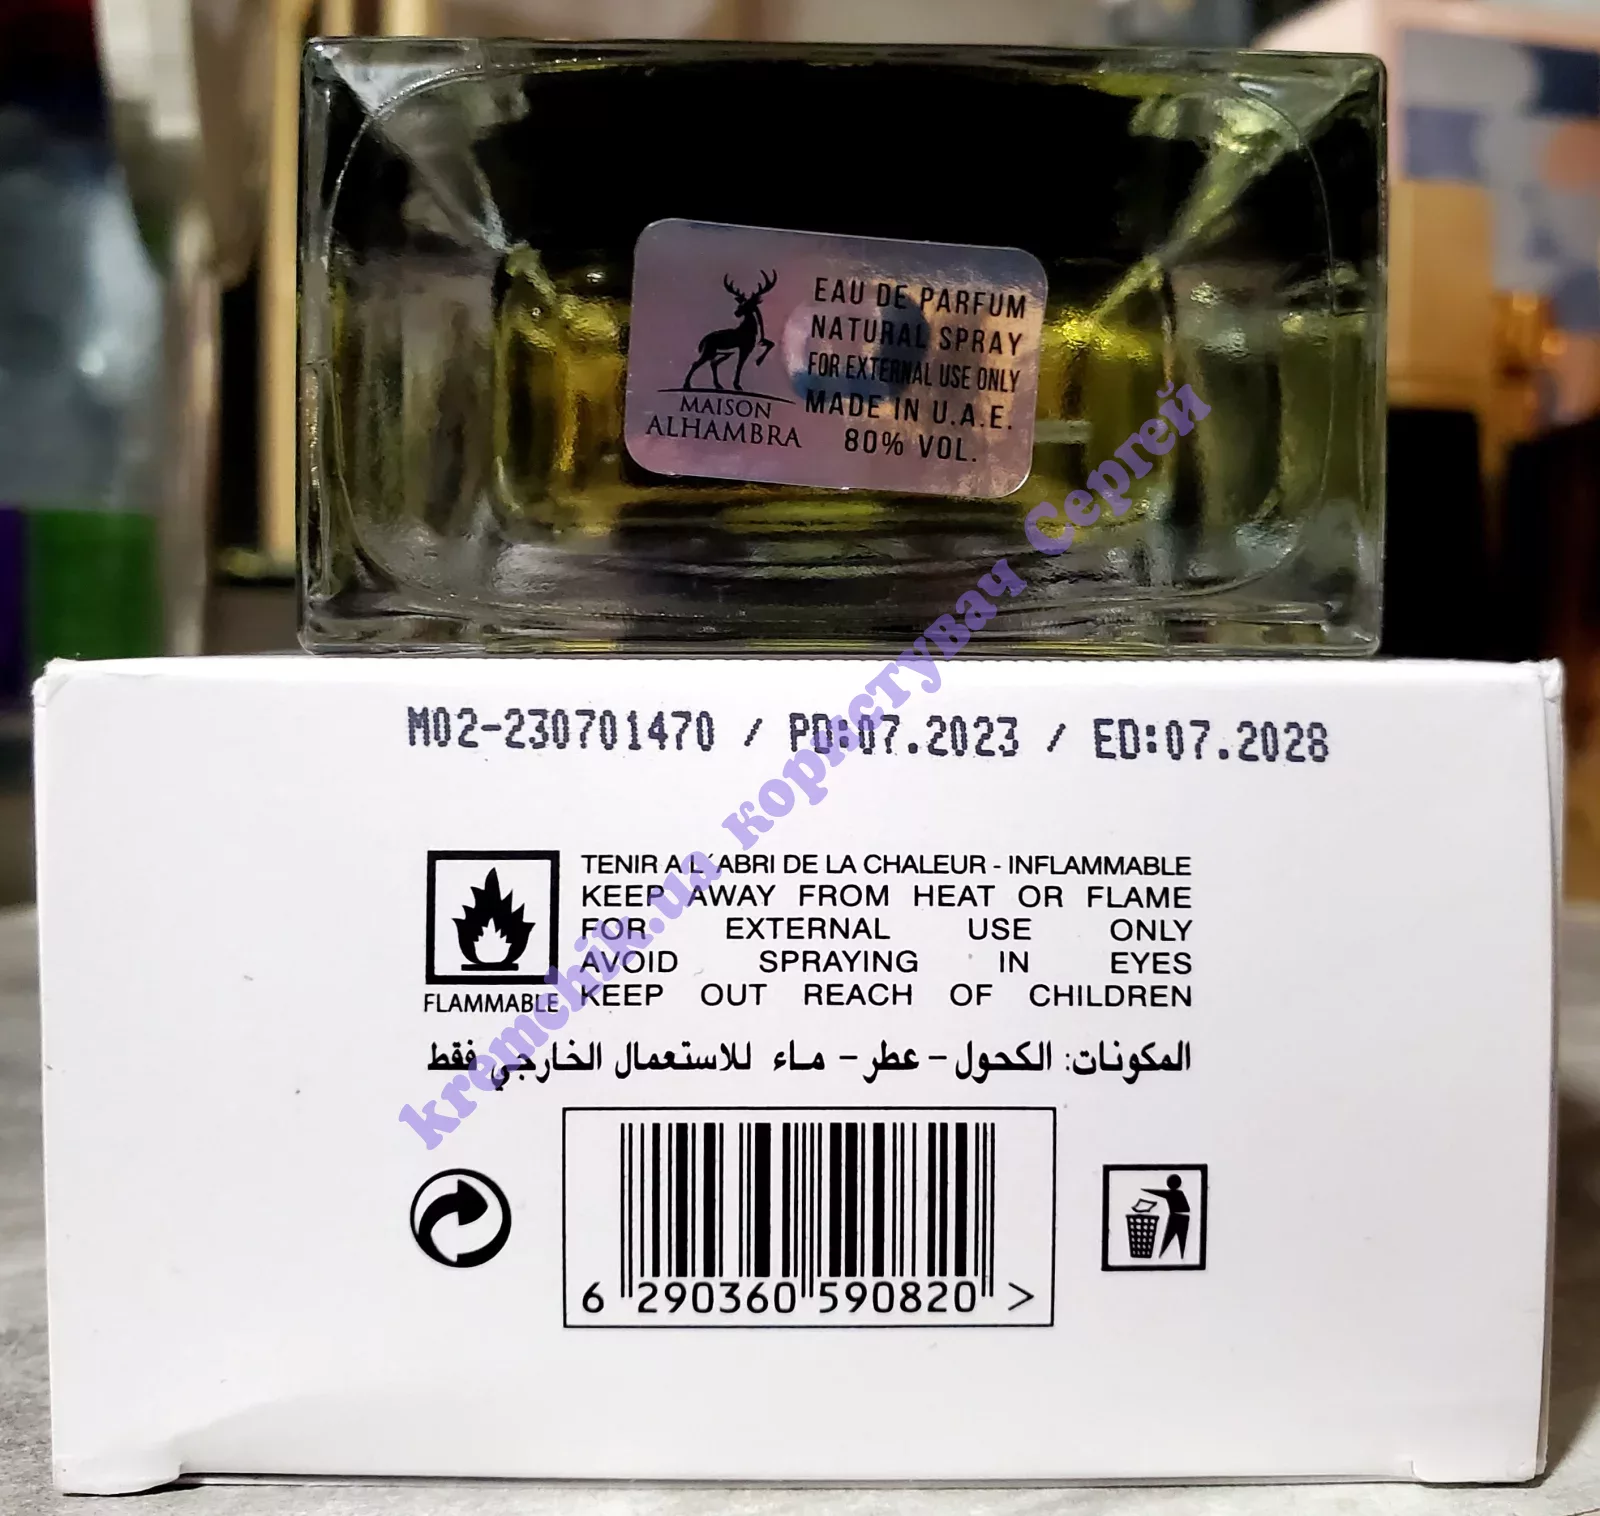 EAU DE PARFUM
NATURAL SPRAY
FOR EXTERNAL USE ONLY
MADE IN U.A.E.
80% VOL.
MAISON
ALHAMBRA
M02-230701470 / PD:07.2023 / ED:07.2028
TENIR A L´ABRI DE LA CHALEUR - INFLAMMABLE
KEEP AWAY FROM HEAT OR FLAME
FOR EXTERNAL USE ONLY
AVOID SPRAYING IN EYES
KEEP OUT REACH OF CHILDREN
FLAMMABLE
المكونات: الكحول - عطر - ماء للاستعمال الخارجي فقط
6 290360 590820 >
kremchik.ua користувач Сергей